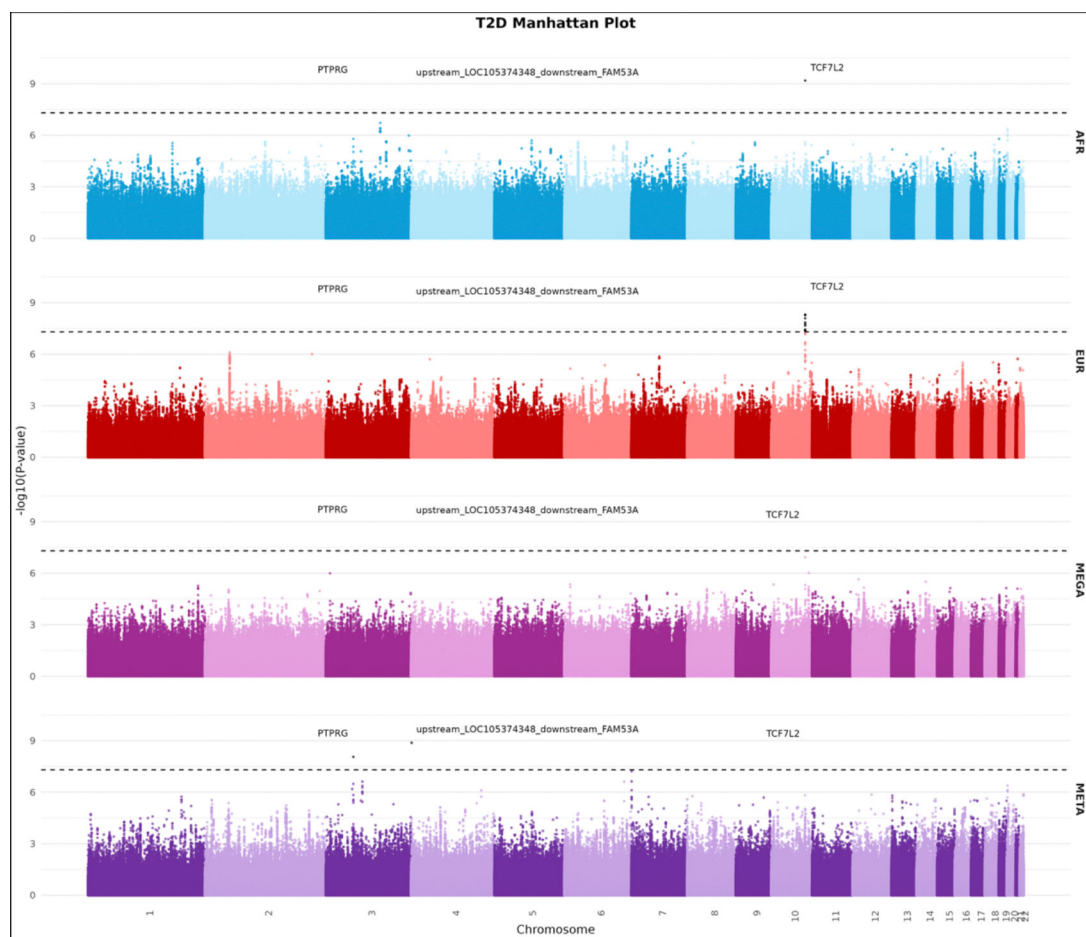 T2D Manhattan Plot
PTPRG upstream_LOC105374348_downstream_FAM53A TCF7L2
9
6
3
0
AFR
PTPRG upstream_LOC105374348_downstream_FAM53A TCF7L2
9
6
3
0
EUR
-log10(P-value)
PTPRG upstream_LOC105374348_downstream_FAM53A TCF7L2
9
6
3
0
MEGA
PTPRG upstream_LOC105374348_downstream_FAM53A TCF7L2
9
6
3
0
META
1 2 3 4 5 6 7 8 9 10 11 12 13 14 15 16 17 18 19 20 21 22
Chromosome